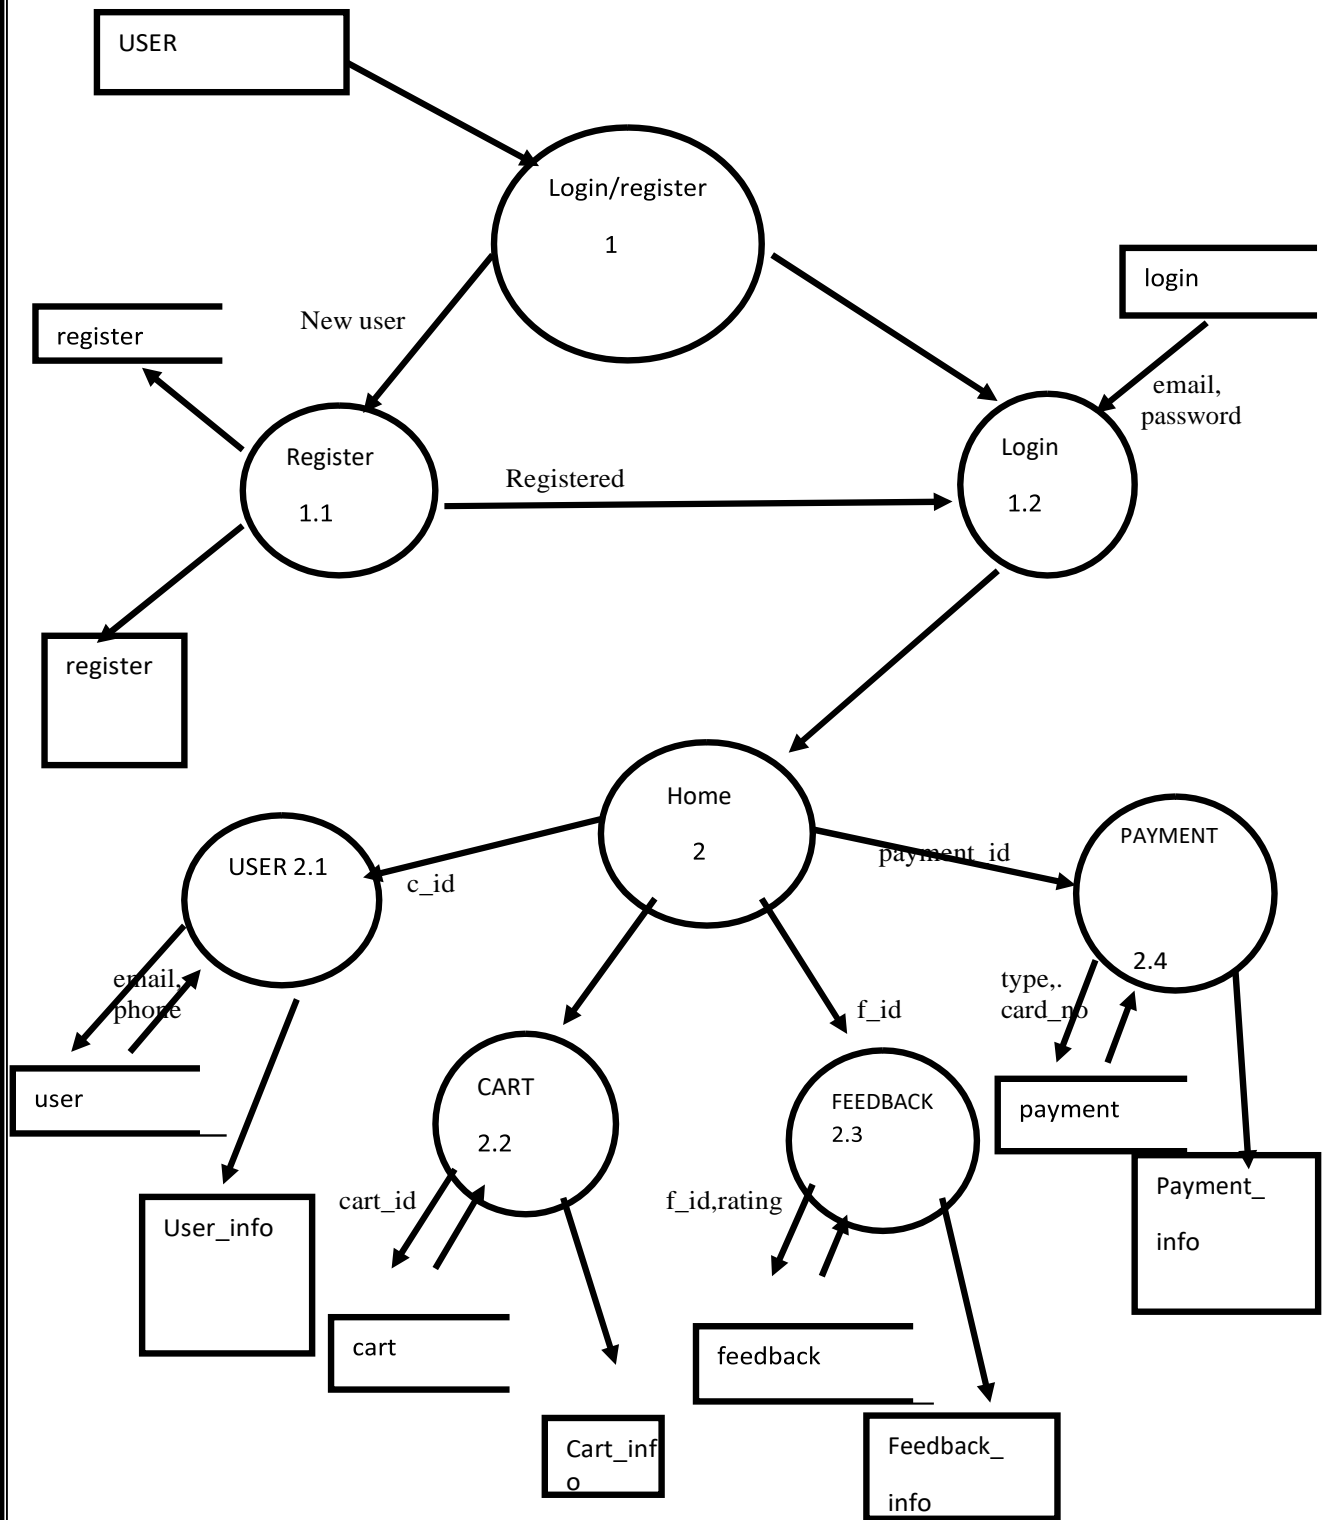 USER
Login/register
1
login
New user
register
email,
password
Register
1.1
Registered
Login
1.2
register
Home
2
PAYMENT
2.4
payment_id
USER 2.1
c_id
email,
phone
type,.
card_no
f_id
user
CART
2.2
FEEDBACK
2.3
payment
cart_id
f_id,rating
Payment_
info
User_info
cart
feedback
Cart_inf
o
Feedback_
info